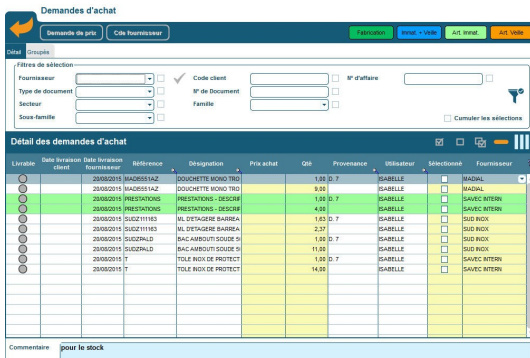 Demandes d'achat
Demande de prix Cde fournisseur Fabrication Immat. + Veille Art. Immat. Art. Veille
Détail Groupée
Filtres de sélection
Fournisseur Code client N° d'affaire
Type de document N° de Document
Secteur Famille
Sous-famille Cumuler les sélections
Détail des demandes d'achat
Livrable Date livraison client Date livraison fournisseur Référence Désignation Prix achat Qté Provenance Utilisateur Sélectionné Fournisseur
20/08/2015 MADI5551AZ DOUCHETTE MONO TRO 1,00 D. 7 ISABELLE MADIAL
20/08/2015 MADI5551AZ DOUCHETTE MONO TRO 9,00 ISABELLE MADIAL
20/08/2015 PRESTATIONS PRESTATIONS - DESCRIF 1,00 D. 7 ISABELLE SAVEC INTERN
20/08/2015 PRESTATIONS PRESTATIONS - DESCRIF 4,00 ISABELLE SAVEC INTERN
20/08/2015 SUDZ111163 ML D'ETAGERE BARREA 1,63 D. 7 ISABELLE SUD INOX
20/08/2015 SUDZ111163 ML D'ETAGERE BARREA 2,37 ISABELLE SUD INOX
20/08/2015 SUDZPALD BAC AMBOUTI SOUDE S 1,00 D. 7 ISABELLE SUD INOX
20/08/2015 SUDZPALD BAC AMBOUTI SOUDE S 11,00 ISABELLE SUD INOX
20/08/2015 T TOLE INOX DE PROTECT 1,00 D. 7 ISABELLE SAVEC INTERN
20/08/2015 T TOLE INOX DE PROTECT 14,00 ISABELLE SAVEC INTERN
Commentaire pour le stock